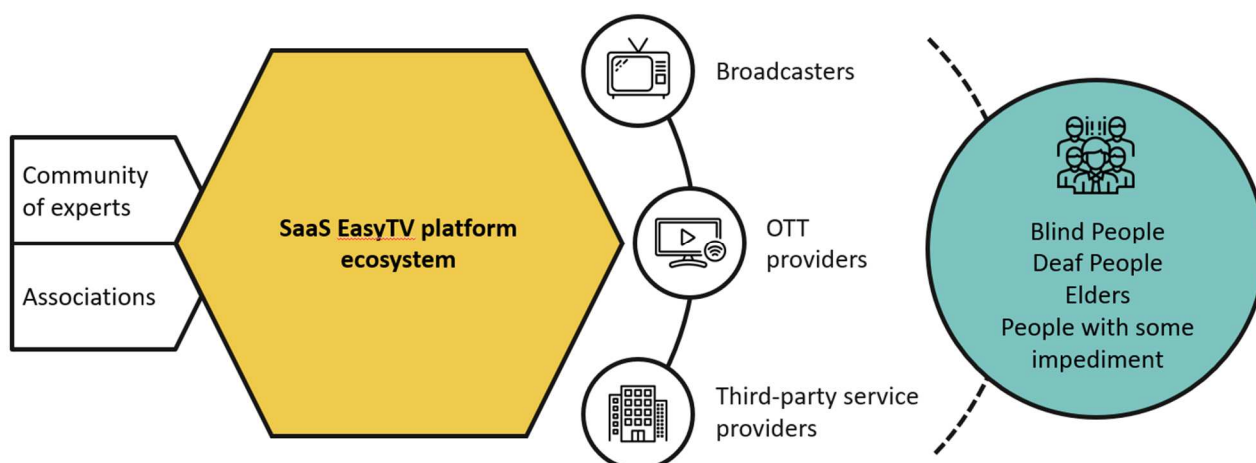 Community
of experts
Associations
SaaS EasyTV platform
ecosystem
Broadcasters
OTT
providers
Third-party service
providers
Blind People
Deaf People
Elders
People with some
impediment